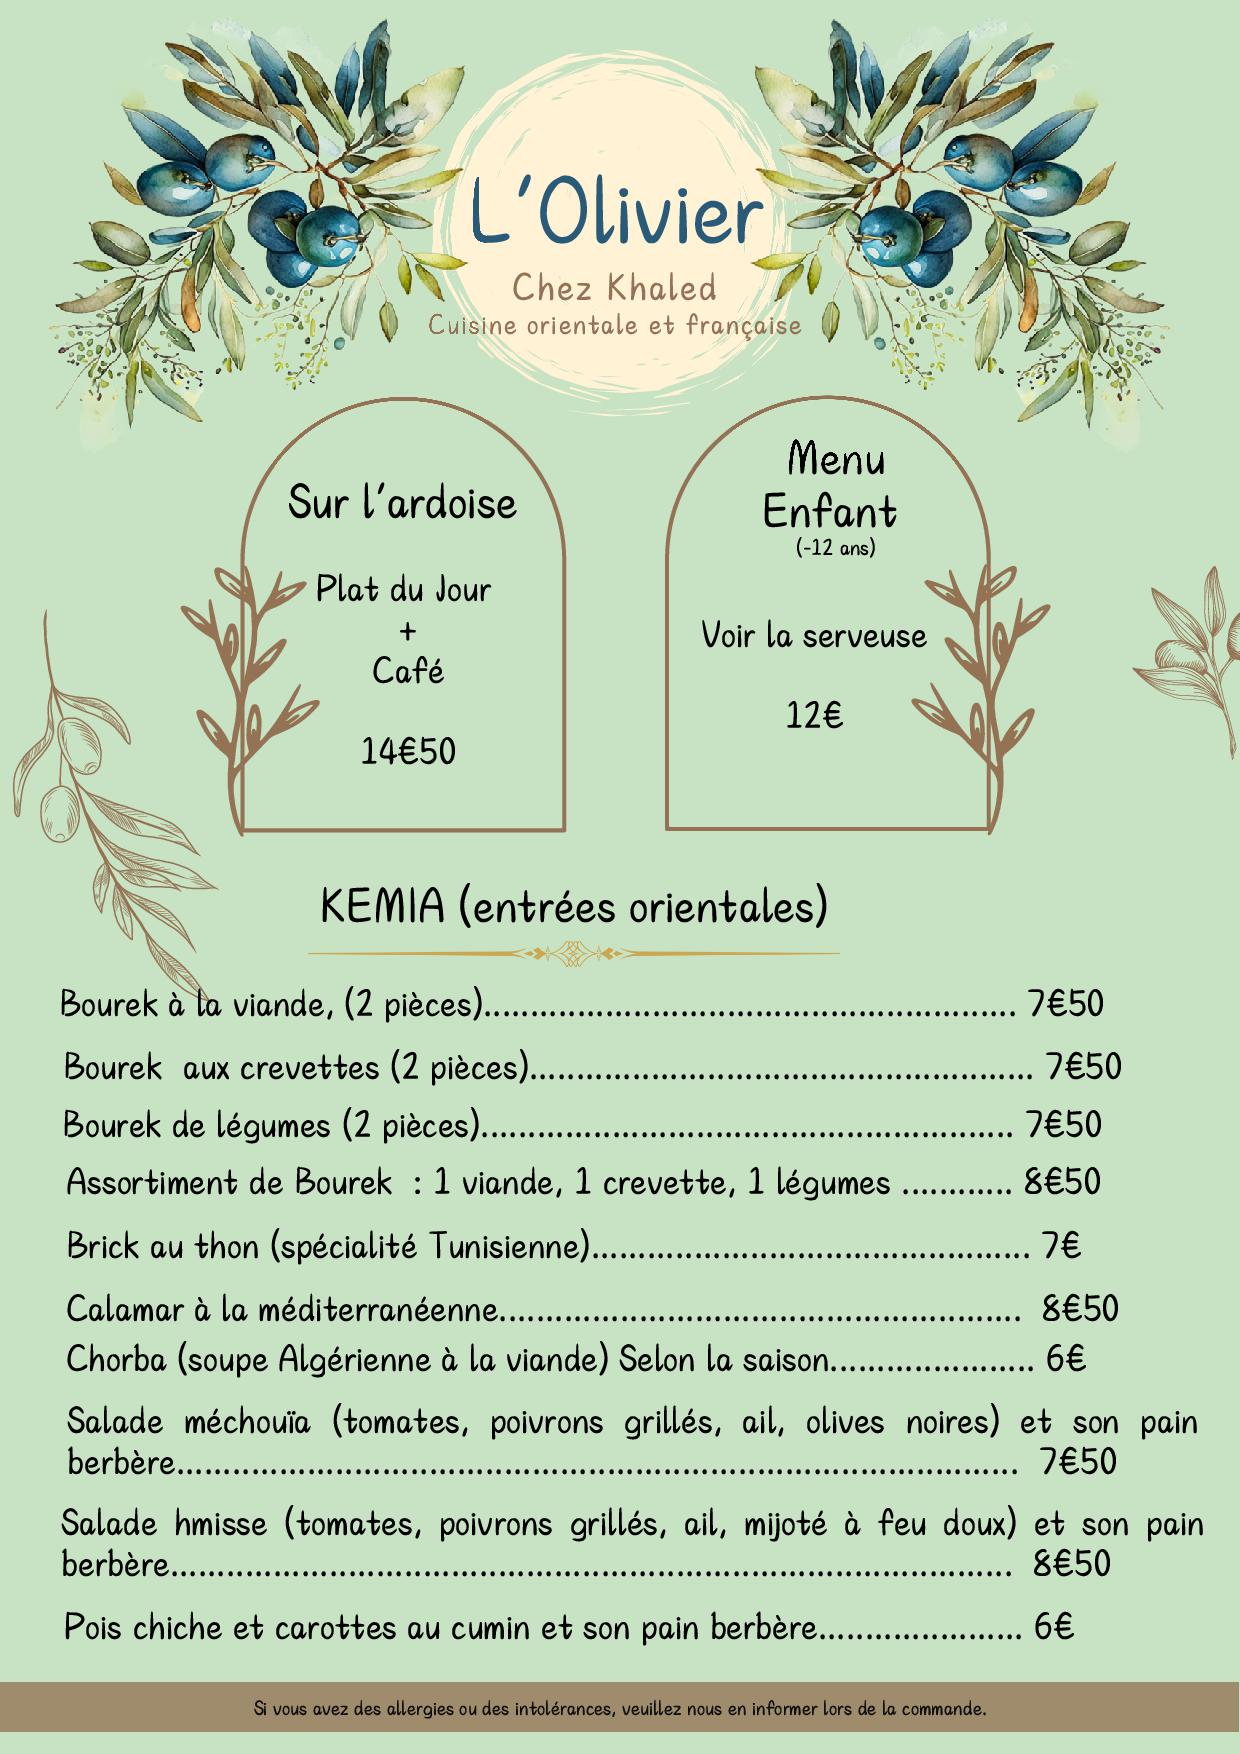 L'Olivier
Chez Khaled
Cuisine orientale et française
Sur l'ardoise
Plat du Jour
+
Café
14€50
Menu
Enfant
(-12 ans)
Voir la serveuse
12€
KEMIA (entrées orientales)
Bourek à la viande, (2 pièces)......................................................... 7€50
Bourek  aux crevettes (2 pièces)...................................................... 7€50
Bourek de légumes (2 pièces)......................................................... 7€50
Assortiment de Bourek  : 1 viande, 1 crevette, 1 légumes ............ 8€50
Brick au thon (spécialité Tunisienne)............................................... 7€
Calamar à la méditerranéenne........................................................ 8€50
Chorba (soupe Algérienne à la viande) Selon la saison...................... 6€
Salade méchouïa (tomates, poivrons grillés, ail, olives noires) et son pain
berbère.......................................................................................... 7€50
Salade hmisse (tomates, poivrons grillés, ail, mijoté à feu doux) et son pain
berbère.......................................................................................... 8€50
Pois chiche et carottes au cumin et son pain berbère...................... 6€
Si vous avez des allergies ou des intolérances, veuillez nous en informer lors de la commande.